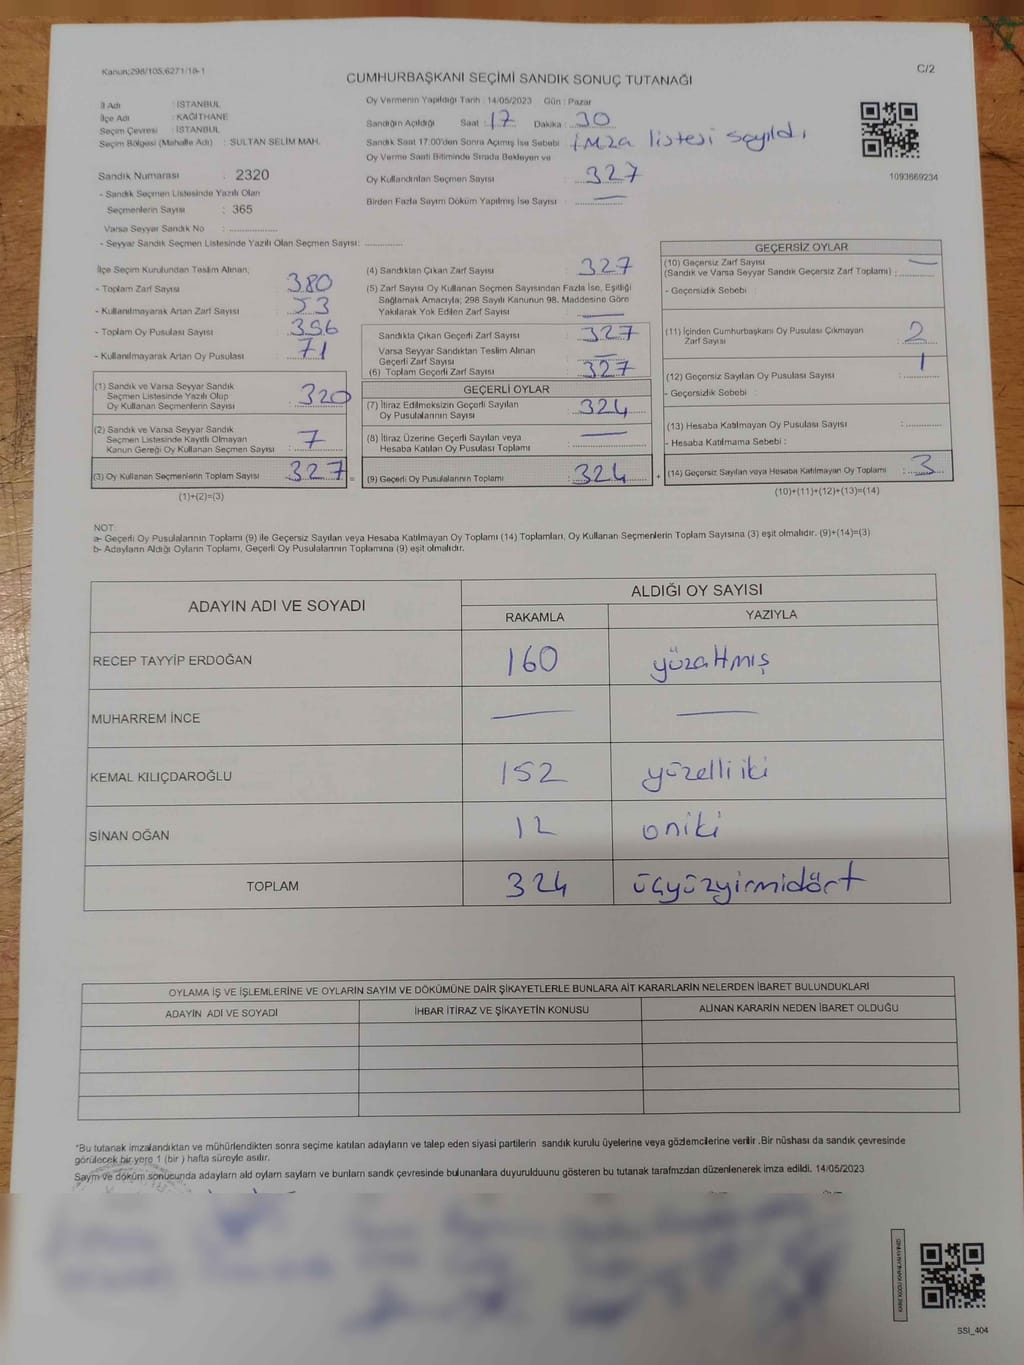 Kanun:298/105,6271/18-1
C/2
CUMHURBAŞKANI SEÇİMİ SANDIK SONUÇ TUTANAĞI
İl Adı : İSTANBUL
İlçe Adı : KAĞITHANE
Seçim Çevresi : İSTANBUL
Seçim Bölgesi (Mahalle Adı) : SULTAN SELİM MAH.
Sandık Numarası : 2320
- Sandık Seçmen Listesinde Yazılı Olan
Seçmenlerin Sayısı : 365
Varsa Seyyar Sandık No : ................
- Seyyar Sandık Seçmen Listesinde Yazılı Olan Seçmen Sayısı: .............
Oy Vermenin Yapıldığı Tarih : 14/05/2023 Gün : Pazar
Sandığın Açıldığı Saat : 17 Dakika : 30
Sandık Saat 17:00'den Sonra Açılmış İse Sebebi imza listesi sayıldı
Oy Verme Saati Bitiminde Sırada Bekleyen ve
Oy Kullandırılan Seçmen Sayısı : 327
Birden Fazla Sayım Döküm Yapılmış İse Sayısı : —
1093669234
İlçe Seçim Kurulundan Teslim Alınan;
- Toplam Zarf Sayısı : 380
- Kullanılmayarak Artan Zarf Sayısı : 53
- Toplam Oy Pusulası Sayısı : 396
- Kullanılmayarak Artan Oy Pusulası : 71
(1) Sandık ve Varsa Seyyar Sandık
Seçmen Listesinde Yazılı Olup
Oy Kullanan Seçmenlerin Sayısı : 320
(2) Sandık ve Varsa Seyyar Sandık
Seçmen Listesinde Kayıtlı Olmayan
Kanun Gereği Oy Kullanan Seçmen Sayısı : 7
(3) Oy Kullanan Seçmenlerin Toplam Sayısı : 327 =
(1)+(2)=(3)
(4) Sandıktan Çıkan Zarf Sayısı : 327
(5) Zarf Sayısı Oy Kullanan Seçmen Sayısından Fazla İse, Eşitliği
Sağlamak Amacıyla; 298 Sayılı Kanunun 98. Maddesine Göre
Yakılarak Yok Edilen Zarf Sayısı : —
Sandıkta Çıkan Geçerli Zarf Sayısı : 327
Varsa Seyyar Sandıktan Teslim Alınan
Geçerli Zarf Sayısı : —
(6) Toplam Geçerli Zarf Sayısı : 327
GEÇERLİ OYLAR
(7) İtiraz Edilmeksizin Geçerli Sayılan
Oy Pusulalarının Sayısı : 324
(8) İtiraz Üzerine Geçerli Sayılan veya
Hesaba Katılan Oy Pusulası Toplamı : —
(9) Geçerli Oy Pusulalarının Toplamı : 324 +
GEÇERSİZ OYLAR
(10) Geçersiz Zarf Sayısı —
(Sandık ve Varsa Seyyar Sandık Geçersiz Zarf Toplamı) : ..........
- Geçersizlik Sebebi :
(11) İçinden Cumhurbaşkanı Oy Pusulası Çıkmayan
Zarf Sayısı : 2
(12) Geçersiz Sayılan Oy Pusulası Sayısı : 1
- Geçersizlik Sebebi :
(13) Hesaba Katılmayan Oy Pusulası Sayısı : ..........
- Hesaba Katılmama Sebebi :
(14) Geçersiz Sayılan veya Hesaba Katılmayan Oy Toplamı : 3
(10)+(11)+(12)+(13)=(14)
NOT:
a- Geçerli Oy Pusulalarının Toplamı (9) ile Geçersiz Sayılan veya Hesaba Katılmayan Oy Toplamı (14) Toplamları, Oy Kullanan Seçmenlerin Toplam Sayısına (3) eşit olmalıdır. (9)+(14)=(3)
b- Adayların Aldığı Oyların Toplamı, Geçerli Oy Pusulalarının Toplamına (9) eşit olmalıdır.
ADAYIN ADI VE SOYADI
ALDIĞI OY SAYISI
RAKAMLA YAZIYLA
RECEP TAYYİP ERDOĞAN 160 yüzaltmış
MUHARREM İNCE — —
KEMAL KILIÇDAROĞLU 152 yüzelliiki
SİNAN OĞAN 12 oniki
TOPLAM 324 üçyüzyirmidört
OYLAMA İŞ VE İŞLEMLERİNE VE OYLARIN SAYIM VE DÖKÜMÜNE DAİR ŞİKAYETLERLE BUNLARA AİT KARARLARIN NELERDEN İBARET BULUNDUKLARI
ADAYIN ADI VE SOYADI İHBAR İTİRAZ VE ŞİKAYETİN KONUSU ALINAN KARARIN NEDEN İBARET OLDUĞU
*Bu tutanak imzalandıktan ve mühürlendikten sonra seçime katılan adayların ve talep eden siyasi partilerin sandık kurulu üyelerine veya gözlemcilerine verilir .Bir nüshası da sandık çevresinde
görülecek bir yere 1 (bir ) hafta süreyle asılır.
Sayım ve döküm sonucunda adayların ald oyların sayların ve bunların sandk çevresinde bulunanlara duyurulduunu gösteren bu tutanak tarafmzdan düzenlenerek imza edildi. 14/05/2023
SSİ_404